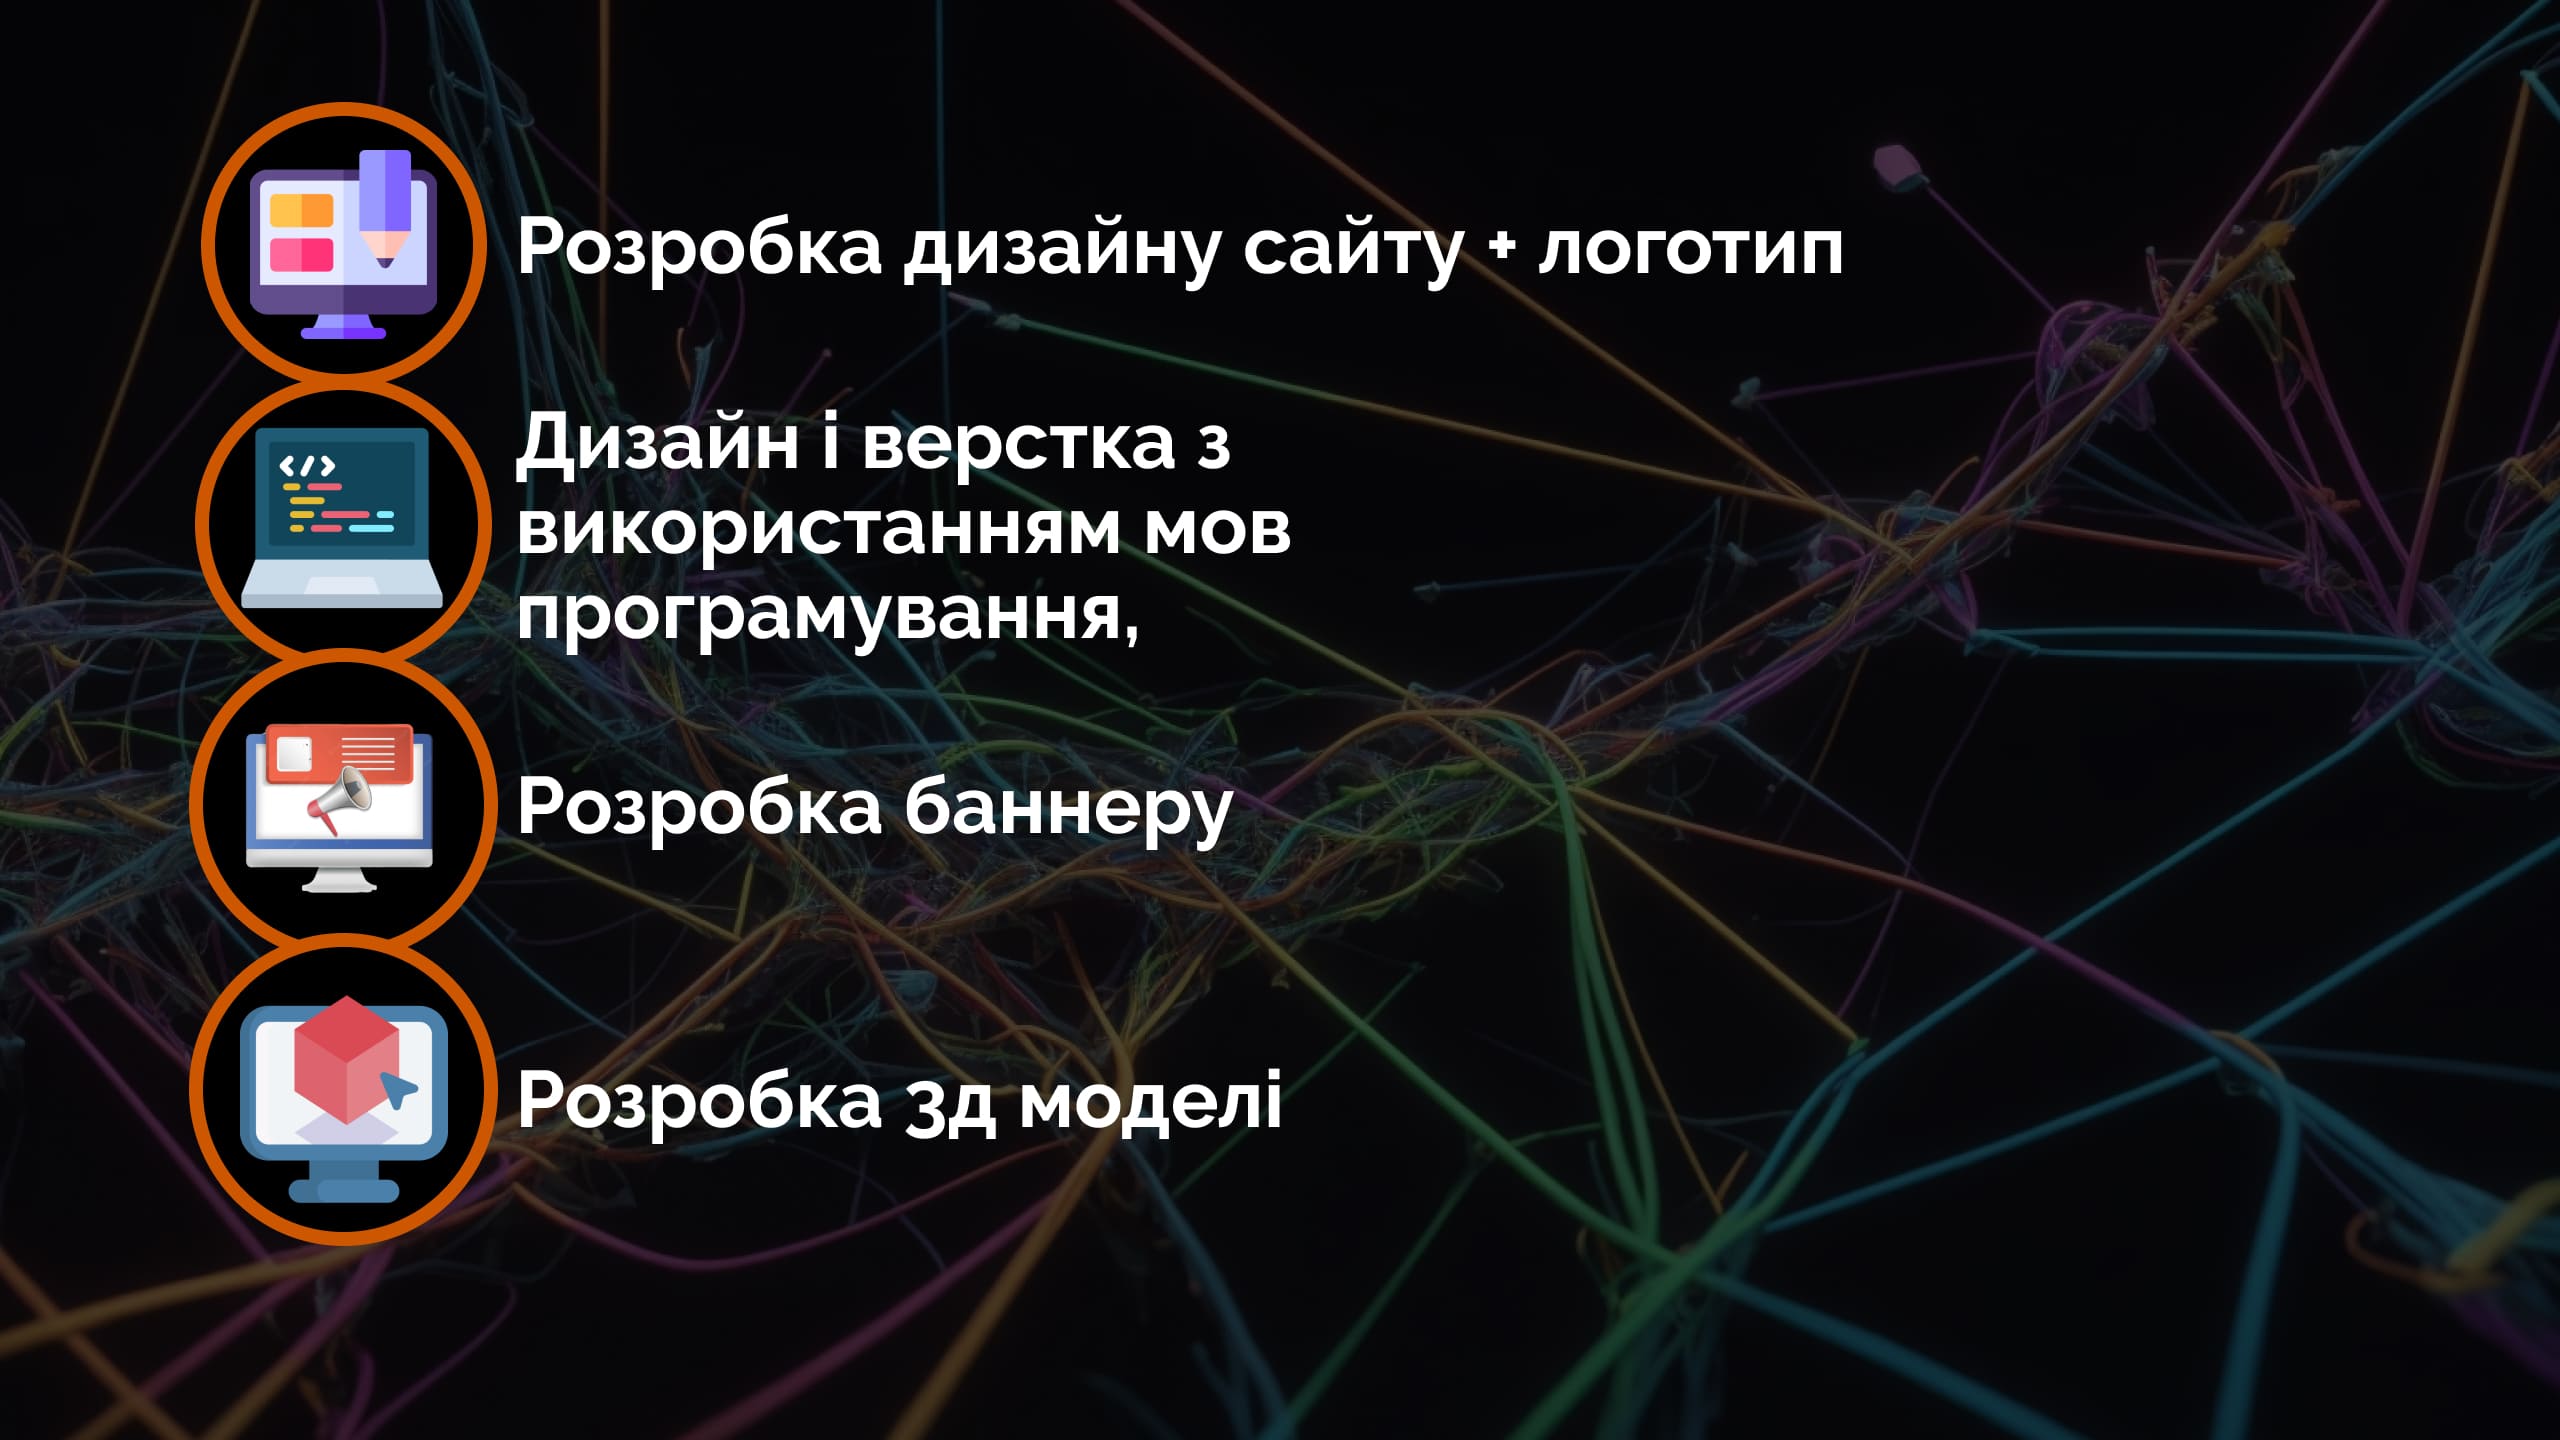 Розробка дизайну сайту + логотип
Дизайн і верстка з
використанням мов
програмування,
Розробка баннеру
Розробка 3д моделі